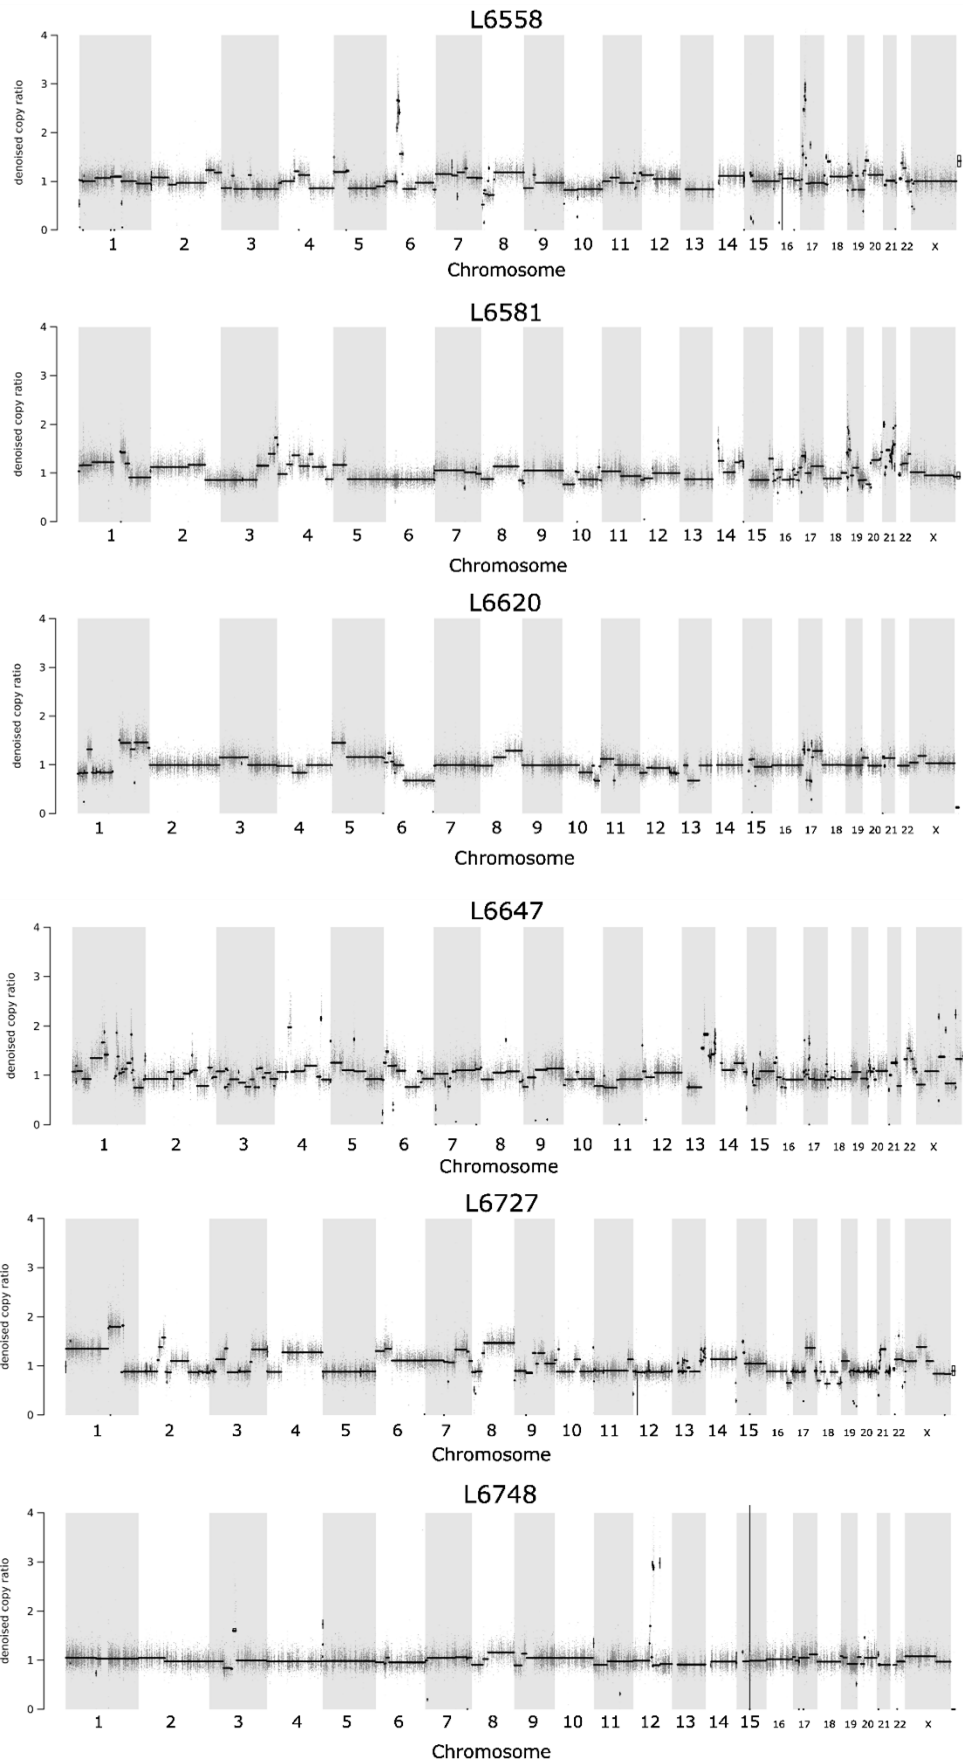 L6558
4
3
2
1
0
denoised copy ratio
1 2 3 4 5 6 7 8 9 10 11 12 13 14 15 16 17 18 19 20 21 22 X
Chromosome
L6581
4
3
2
1
0
denoised copy ratio
1 2 3 4 5 6 7 8 9 10 11 12 13 14 15 16 17 18 19 20 21 22 X
Chromosome
L6620
4
3
2
1
0
denoised copy ratio
1 2 3 4 5 6 7 8 9 10 11 12 13 14 15 16 17 18 19 20 21 22 X
Chromosome
L6647
4
3
2
1
0
denoised copy ratio
1 2 3 4 5 6 7 8 9 10 11 12 13 14 15 16 17 18 19 20 21 22 X
Chromosome
L6727
4
3
2
1
0
denoised copy ratio
1 2 3 4 5 6 7 8 9 10 11 12 13 14 15 16 17 18 19 20 21 22 X
Chromosome
L6748
4
3
2
1
0
denoised copy ratio
1 2 3 4 5 6 7 8 9 10 11 12 13 14 15 16 17 18 19 20 21 22 X
Chromosome